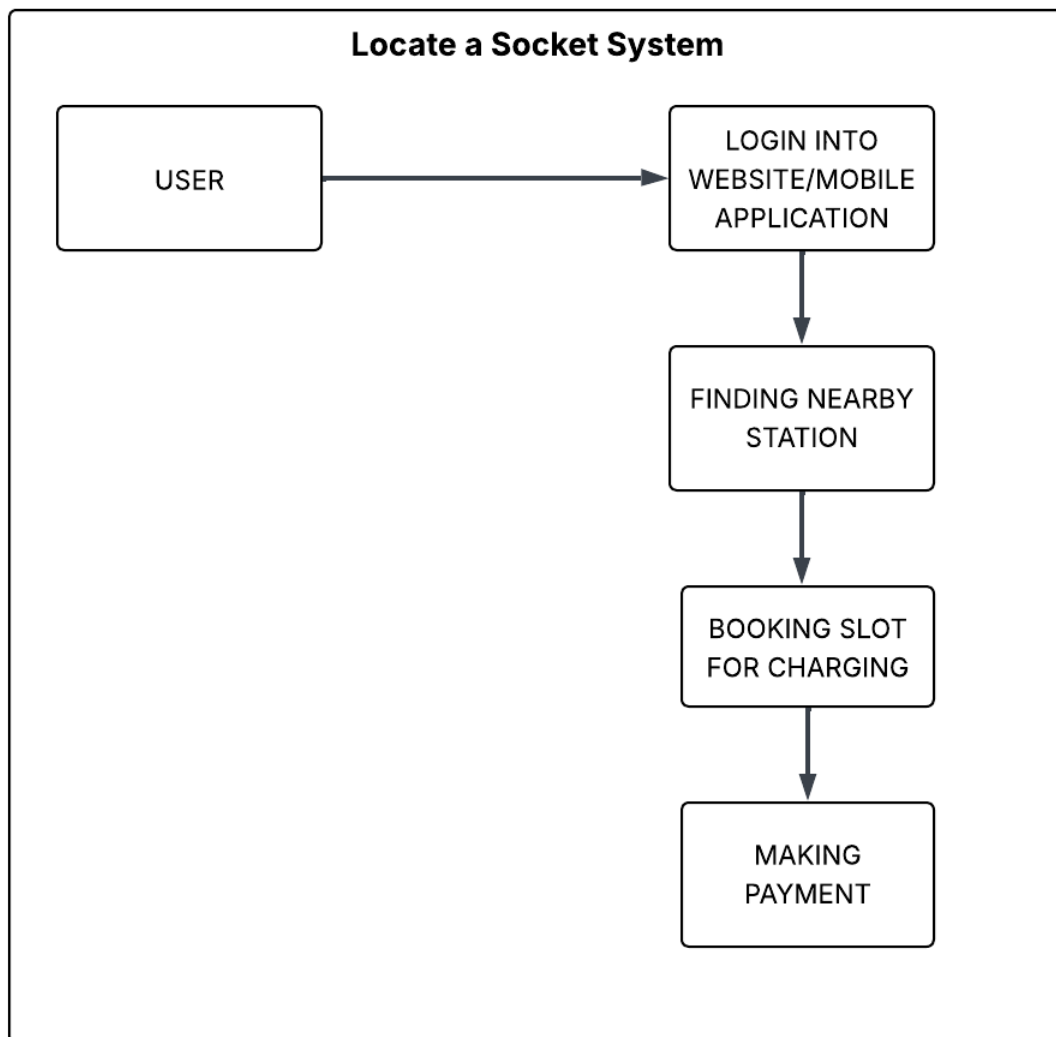 Locate a Socket System
USER
LOGIN INTO
WEBSITE/MOBILE
APPLICATION
FINDING NEARBY
STATION
BOOKING SLOT
FOR CHARGING
MAKING
PAYMENT